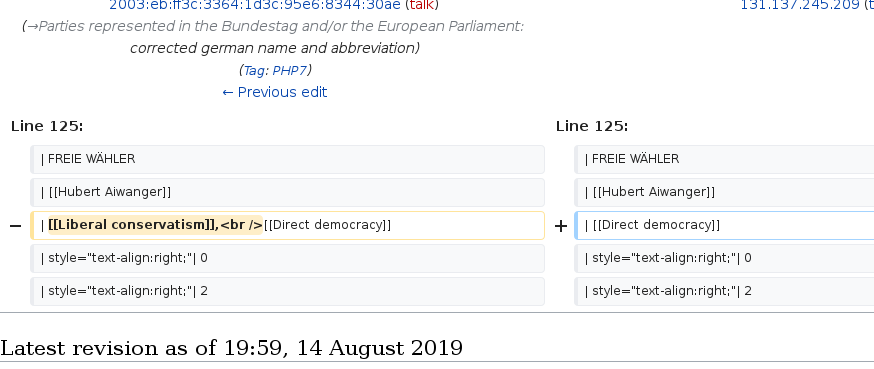 2003:eb:ff3c:3364:1d3c:95e6:8344:30ae (talk)
(→Parties represented in the Bundestag and/or the European Parliament:
corrected german name and abbreviation)
(Tag: PHP7)
← Previous edit
131.137.245.209 (t
Line 125:
Line 125:
| FREIE WÄHLER
| FREIE WÄHLER
| [[Hubert Aiwanger]]
| [[Hubert Aiwanger]]
− | [[Liberal conservatism]],<br />[[Direct democracy]]
+ | [[Direct democracy]]
| style="text-align:right;"| 0
| style="text-align:right;"| 0
| style="text-align:right;"| 2
| style="text-align:right;"| 2
Latest revision as of 19:59, 14 August 2019